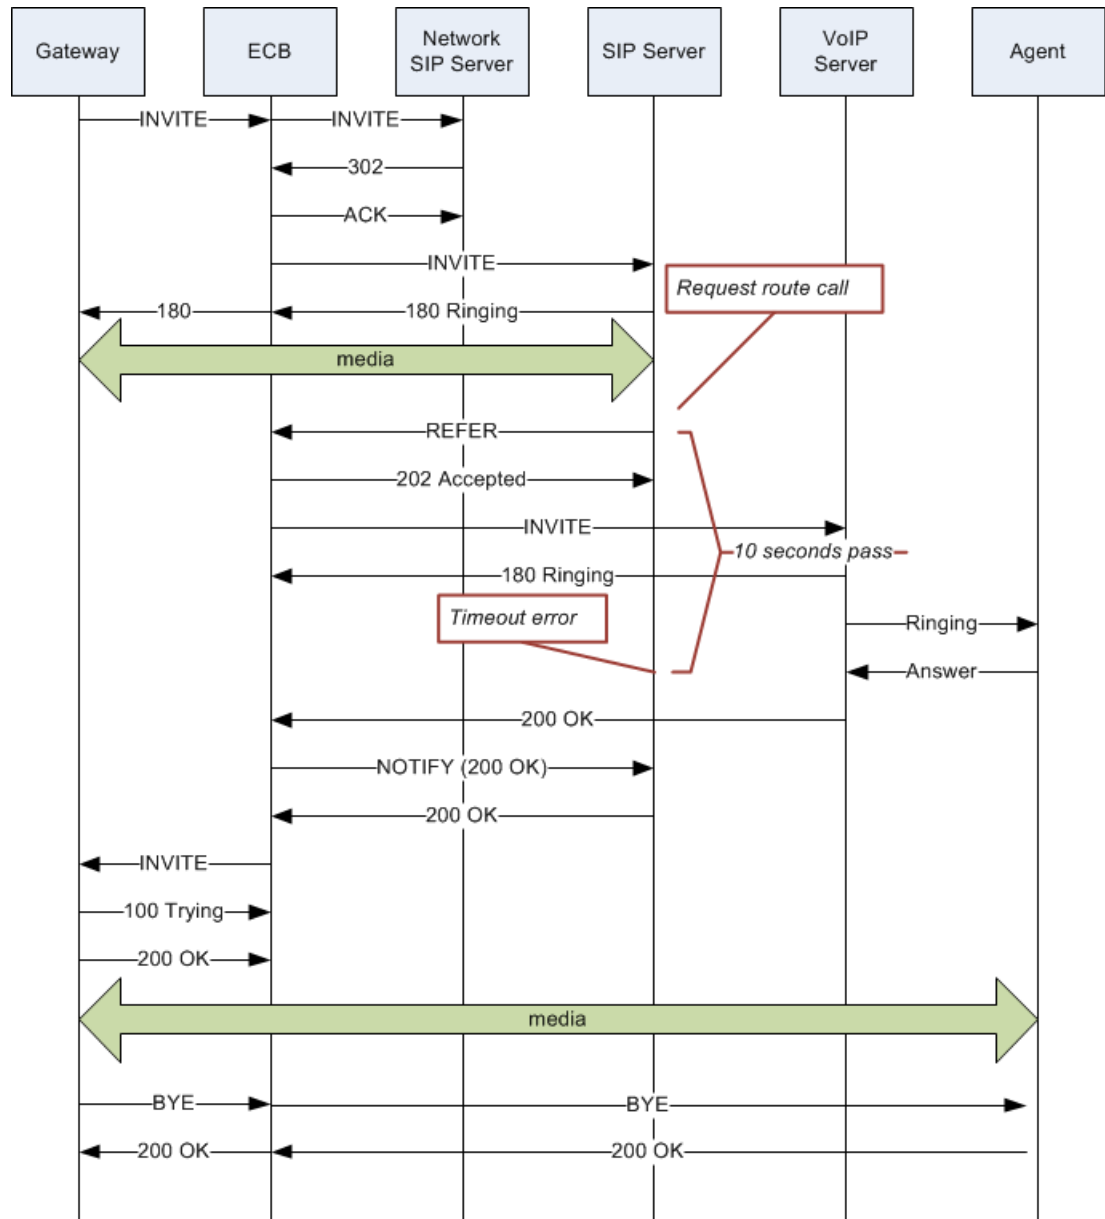 Gateway
ECB
Network
SIP Server
SIP Server
VoIP
Server
Agent
INVITE
INVITE
302
ACK
INVITE
Request route call
180
180 Ringing
media
REFER
202 Accepted
INVITE
10 seconds pass
180 Ringing
Timeout error
Ringing
Answer
200 OK
NOTIFY (200 OK)
200 OK
INVITE
100 Trying
200 OK
media
BYE
BYE
200 OK
200 OK